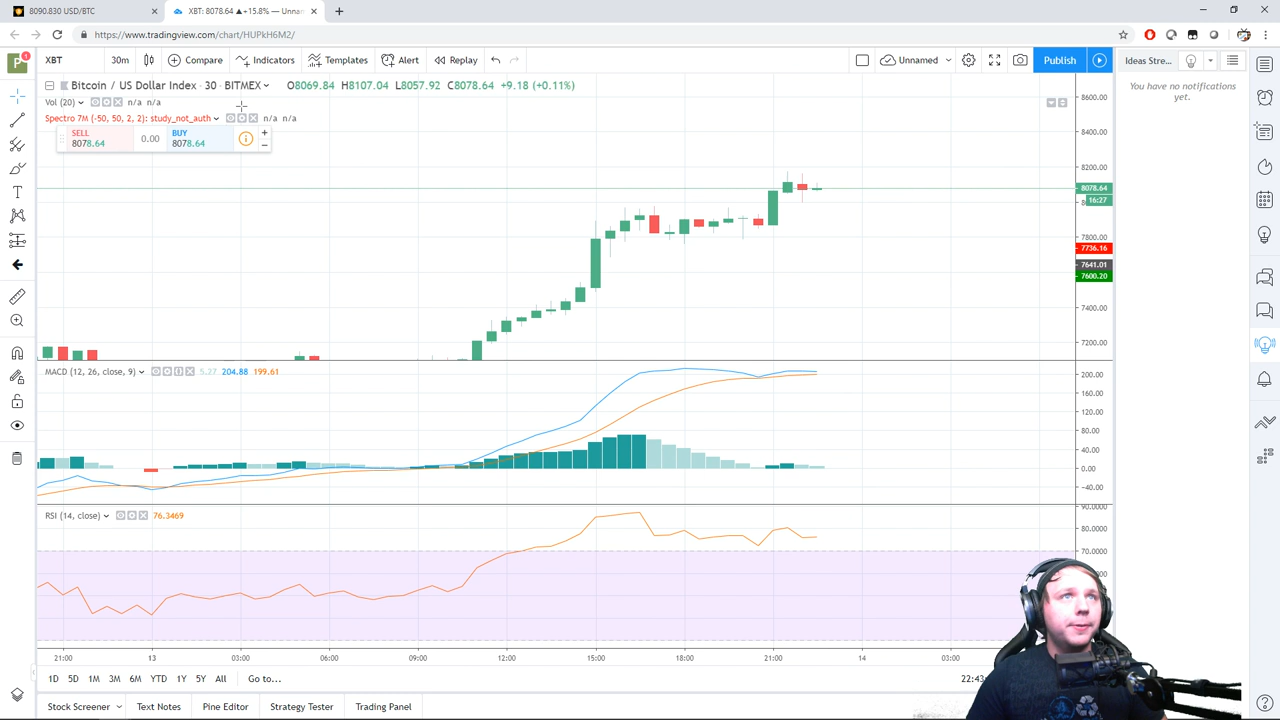 8090.830 USD/BTC
XBT: 8078.64 ▲+15.8% — Unnam
https://www.tradingview.com/chart/HUPkH6M2/
P 1
XBT
30m
Compare
Indicators
Templates
Alert
Replay
Unnamed
Publish
Ideas Stre...
You have no notifications
yet.
Bitcoin / US Dollar Index · 30 · BITMEX
O8069.84 H8107.04 L8057.92 C8078.64 +9.18 (+0.11%)
Vol (20) n/a n/a
Spectro 7M (-50, 50, 2, 2): study_not_auth n/a n/a
SELL
8078.64
0.00
BUY
8078.64
8600.00
8400.00
8200.00
8078.64
16:27
7800.00
7736.16
7641.01
7600.20
7400.00
7200.00
MACD (12, 26, close, 9) 5.27 204.88 199.61
200.00
160.00
120.00
80.00
40.00
0.00
−40.00
RSI (14, close) 76.3469
90.0000
80.0000
70.0000
21:00
13
03:00
06:00
09:00
12:00
15:00
18:00
21:00
14
03:00
1D 5D 1M 3M 6M YTD 1Y 5Y All Go to...
22:43
Stock Screener
Text Notes
Pine Editor
Strategy Tester
Trading Panel